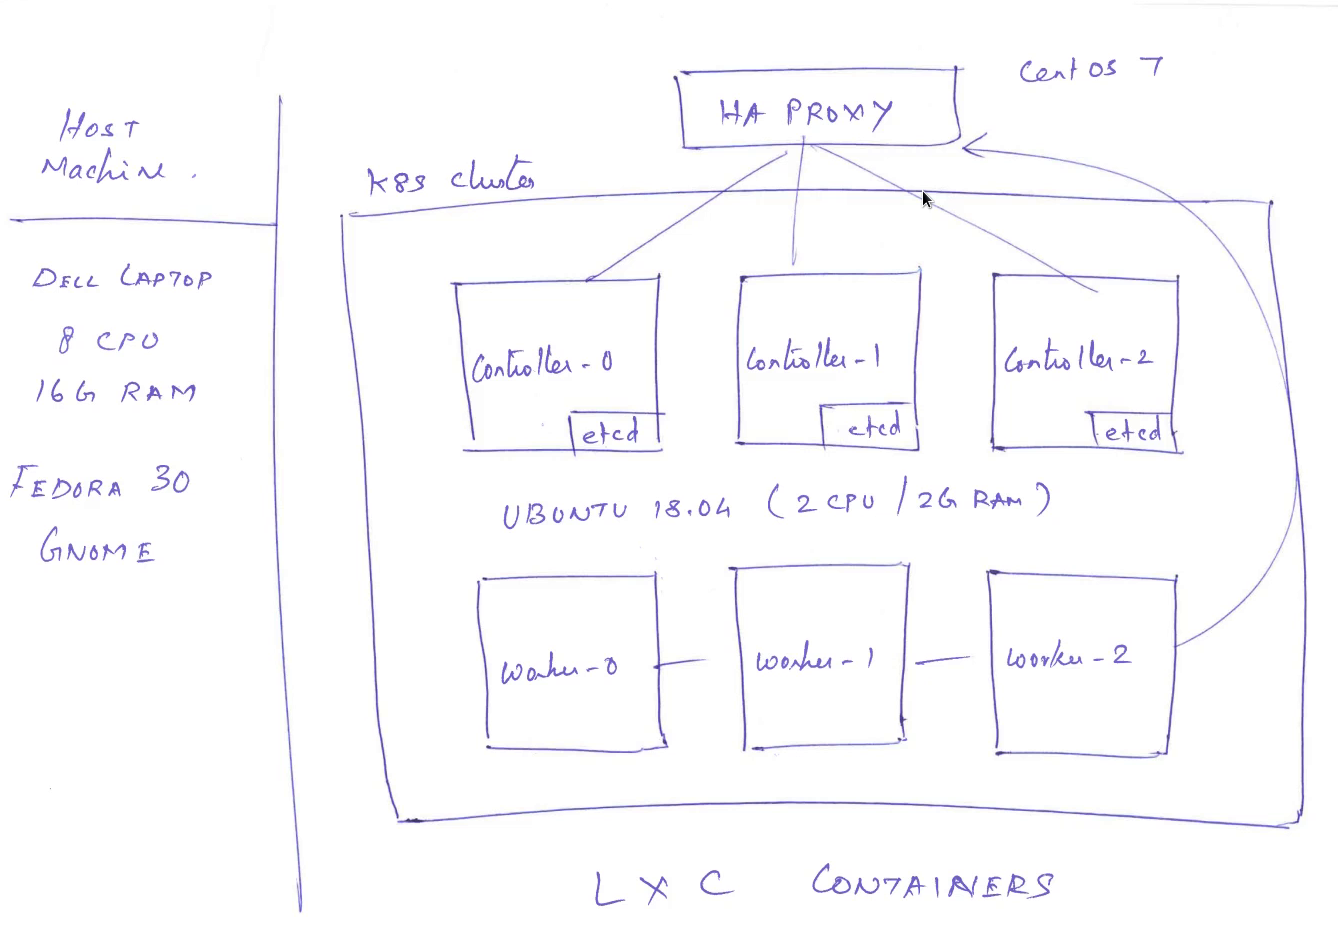 HOST
Machine.
DELL LAPTOP
8 CPU
16G RAM
FEDORA 30
GNOME
CentOS 7
HA PROXY
K8s cluster
Controller-0
etcd
Controller-1
etcd
Controller-2
etcd
UBUNTU 18.04 (2 CPU / 2G RAM)
worker-0
worker-1
worker-2
LXC CONTAINERS